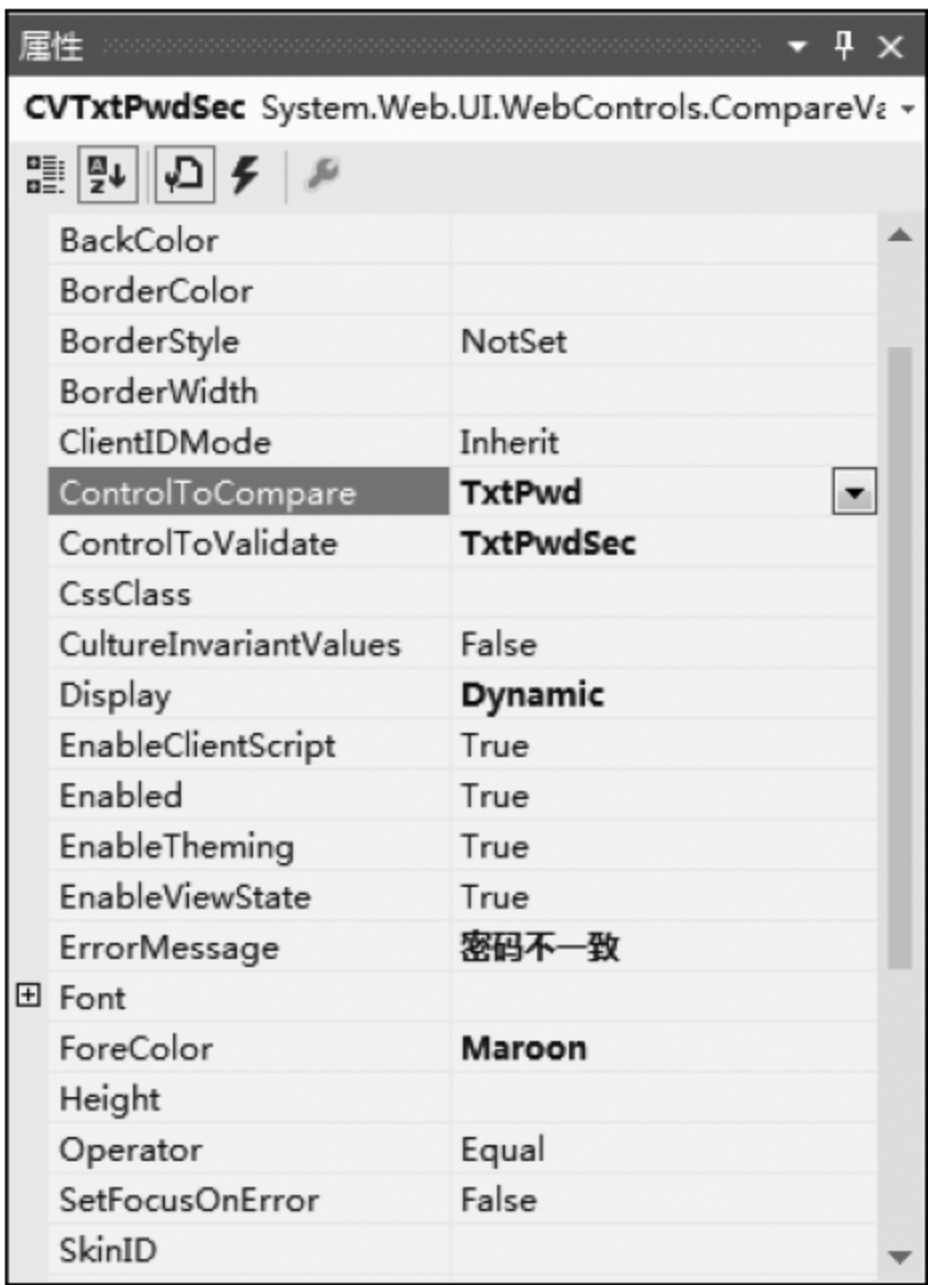 属性
CVTxtPwdSec System.Web.UI.WebControls.CompareVa
BackColor
BorderColor
BorderStyle NotSet
BorderWidth
ClientIDMode Inherit
ControlToCompare TxtPwd
ControlToValidate TxtPwdSec
CssClass
CultureInvariantValues False
Display Dynamic
EnableClientScript True
Enabled True
EnableTheming True
EnableViewState True
ErrorMessage 密码不一致
Font
ForeColor Maroon
Height
Operator Equal
SetFocusOnError False
SkinID